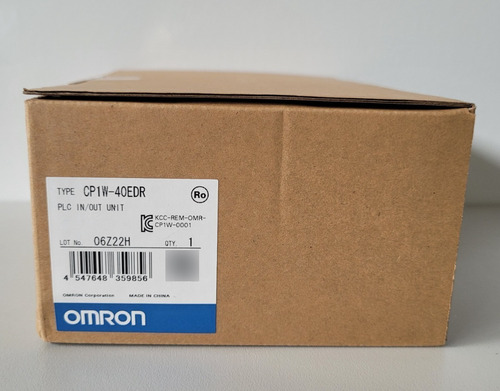 TYPE CP1W-40EDR
Ro
PLC IN/OUT UNIT
KCC-REM-OMR-
CP1W-0001
LOT No 06Z22H QTY 1
4 547648 359856
OMRON Corporation MADE IN CHINA
OMRON